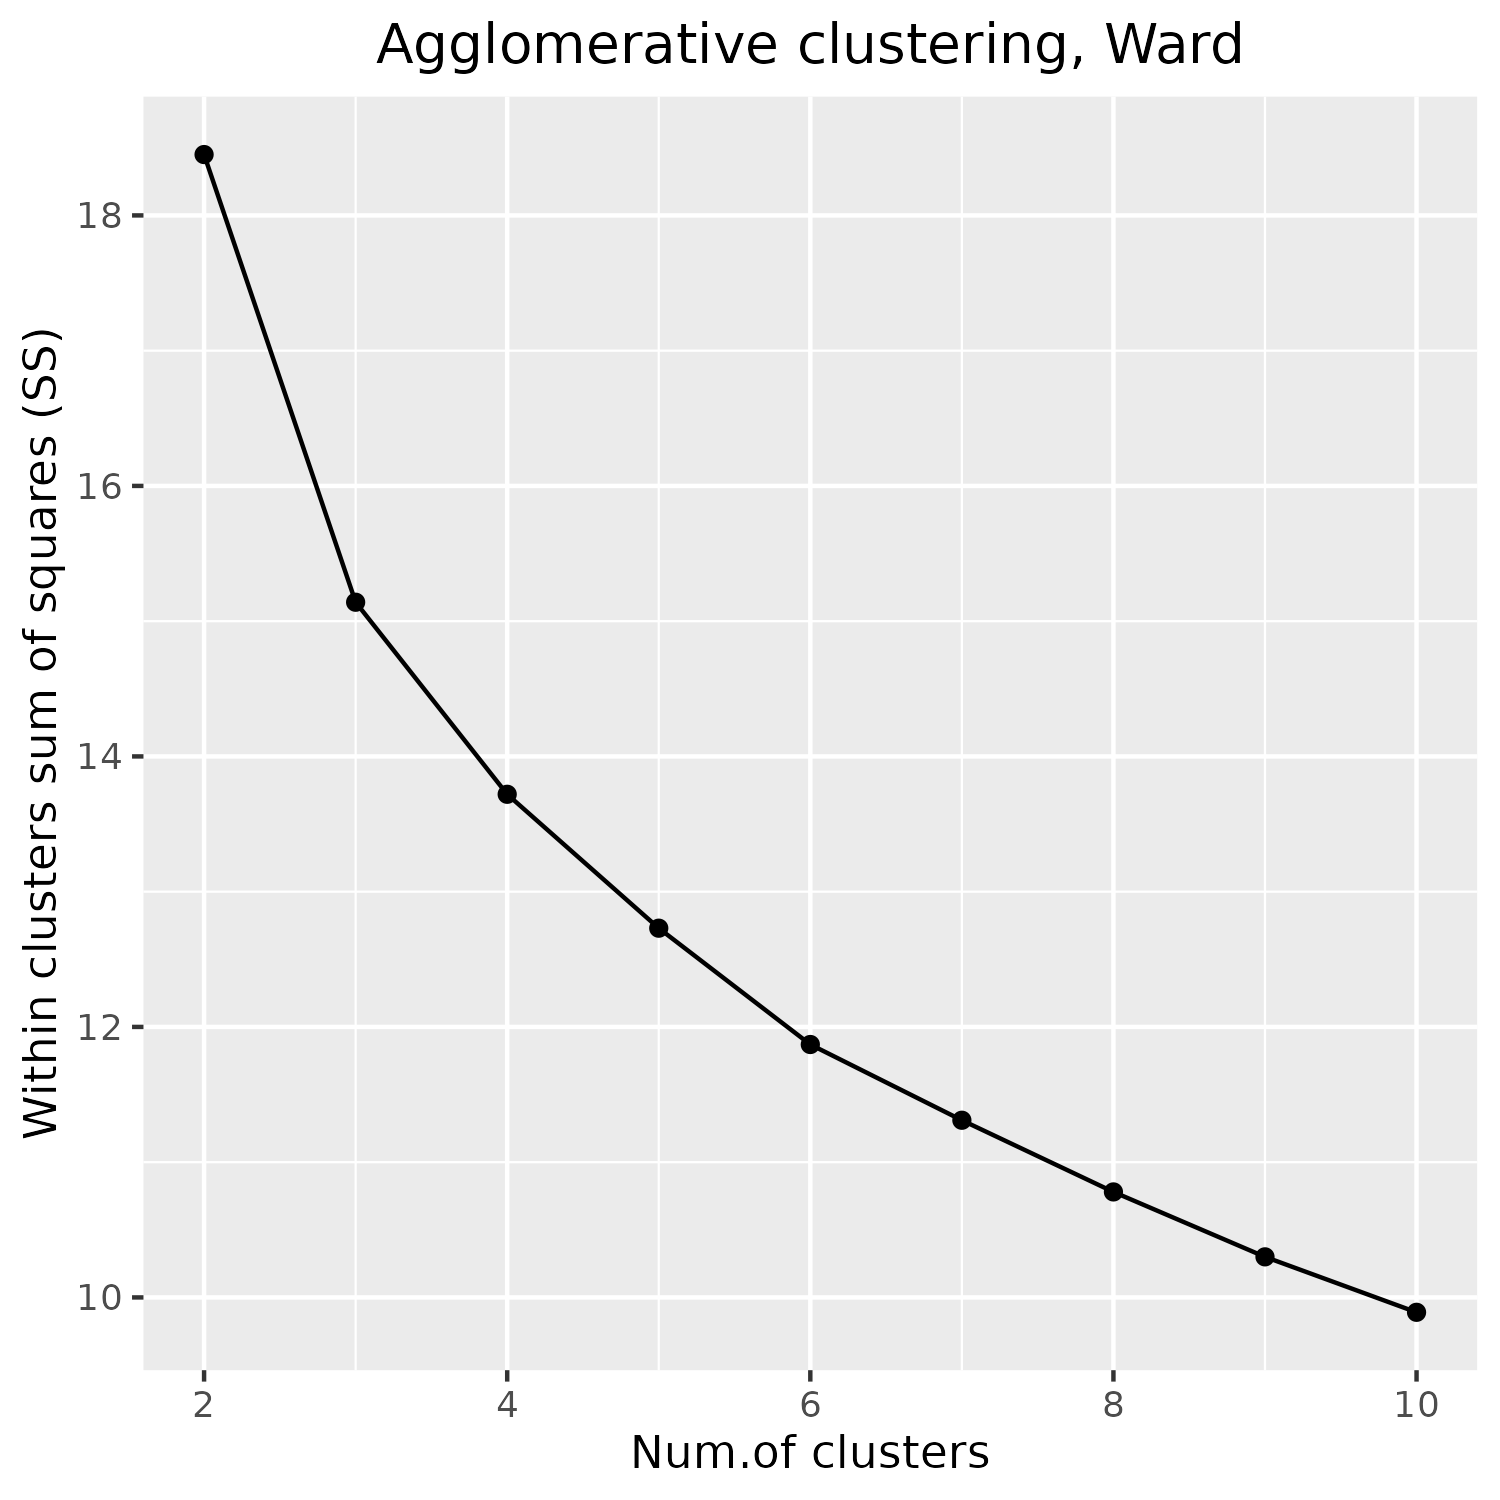 Agglomerative clustering, Ward
Within clusters sum of squares (SS)
18
16
14
12
10
2 4 6 8 10
Num.of clusters